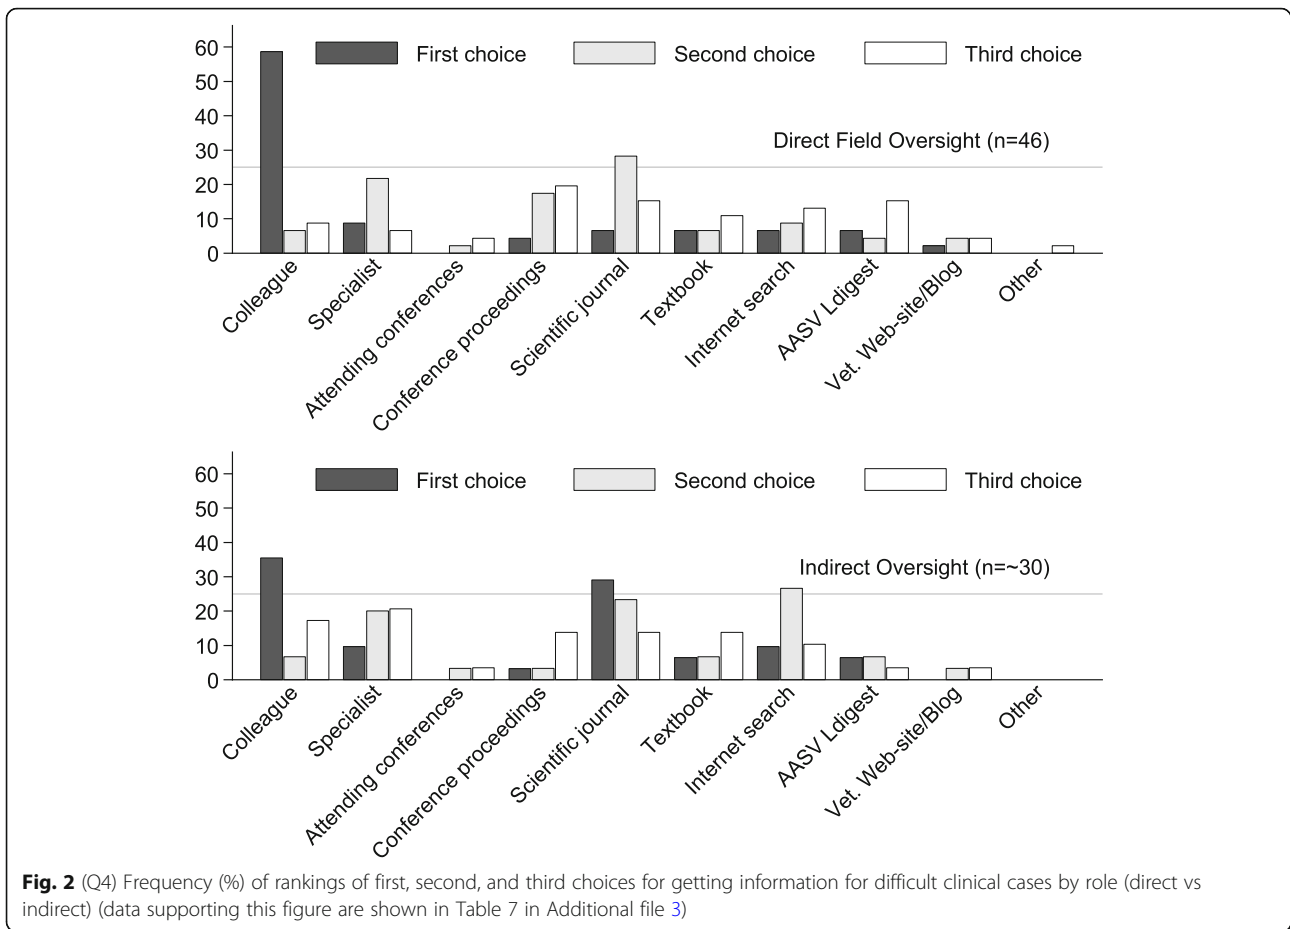 60
50
40
30
20
10
0
First choice
Second choice
Third choice
Direct Field Oversight (n=46)
Colleague
Specialist
Attending conferences
Conference proceedings
Scientific journal
Textbook
Internet search
AASV Ldigest
Vet. Web-site/Blog
Other
60
50
40
30
20
10
0
First choice
Second choice
Third choice
Indirect Oversight (n=~30)
Colleague
Specialist
Attending conferences
Conference proceedings
Scientific journal
Textbook
Internet search
AASV Ldigest
Vet. Web-site/Blog
Other
Fig. 2 (Q4) Frequency (%) of rankings of first, second, and third choices for getting information for difficult clinical cases by role (direct vs
indirect) (data supporting this figure are shown in Table 7 in Additional file 3)